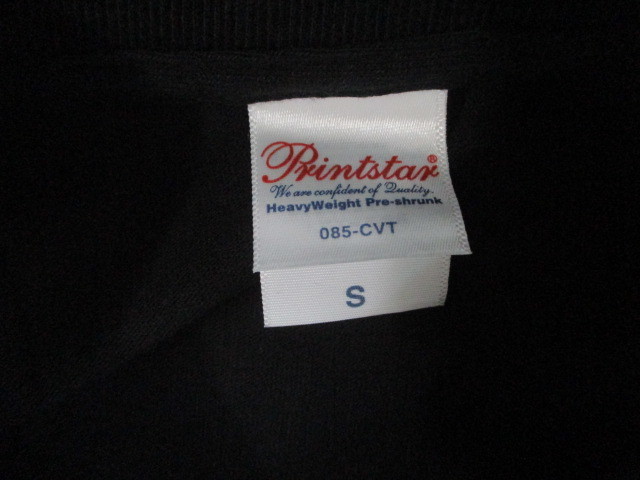 Printstar®
We are confident of Quality.
HeavyWeight Pre-shrunk
085-CVT
S